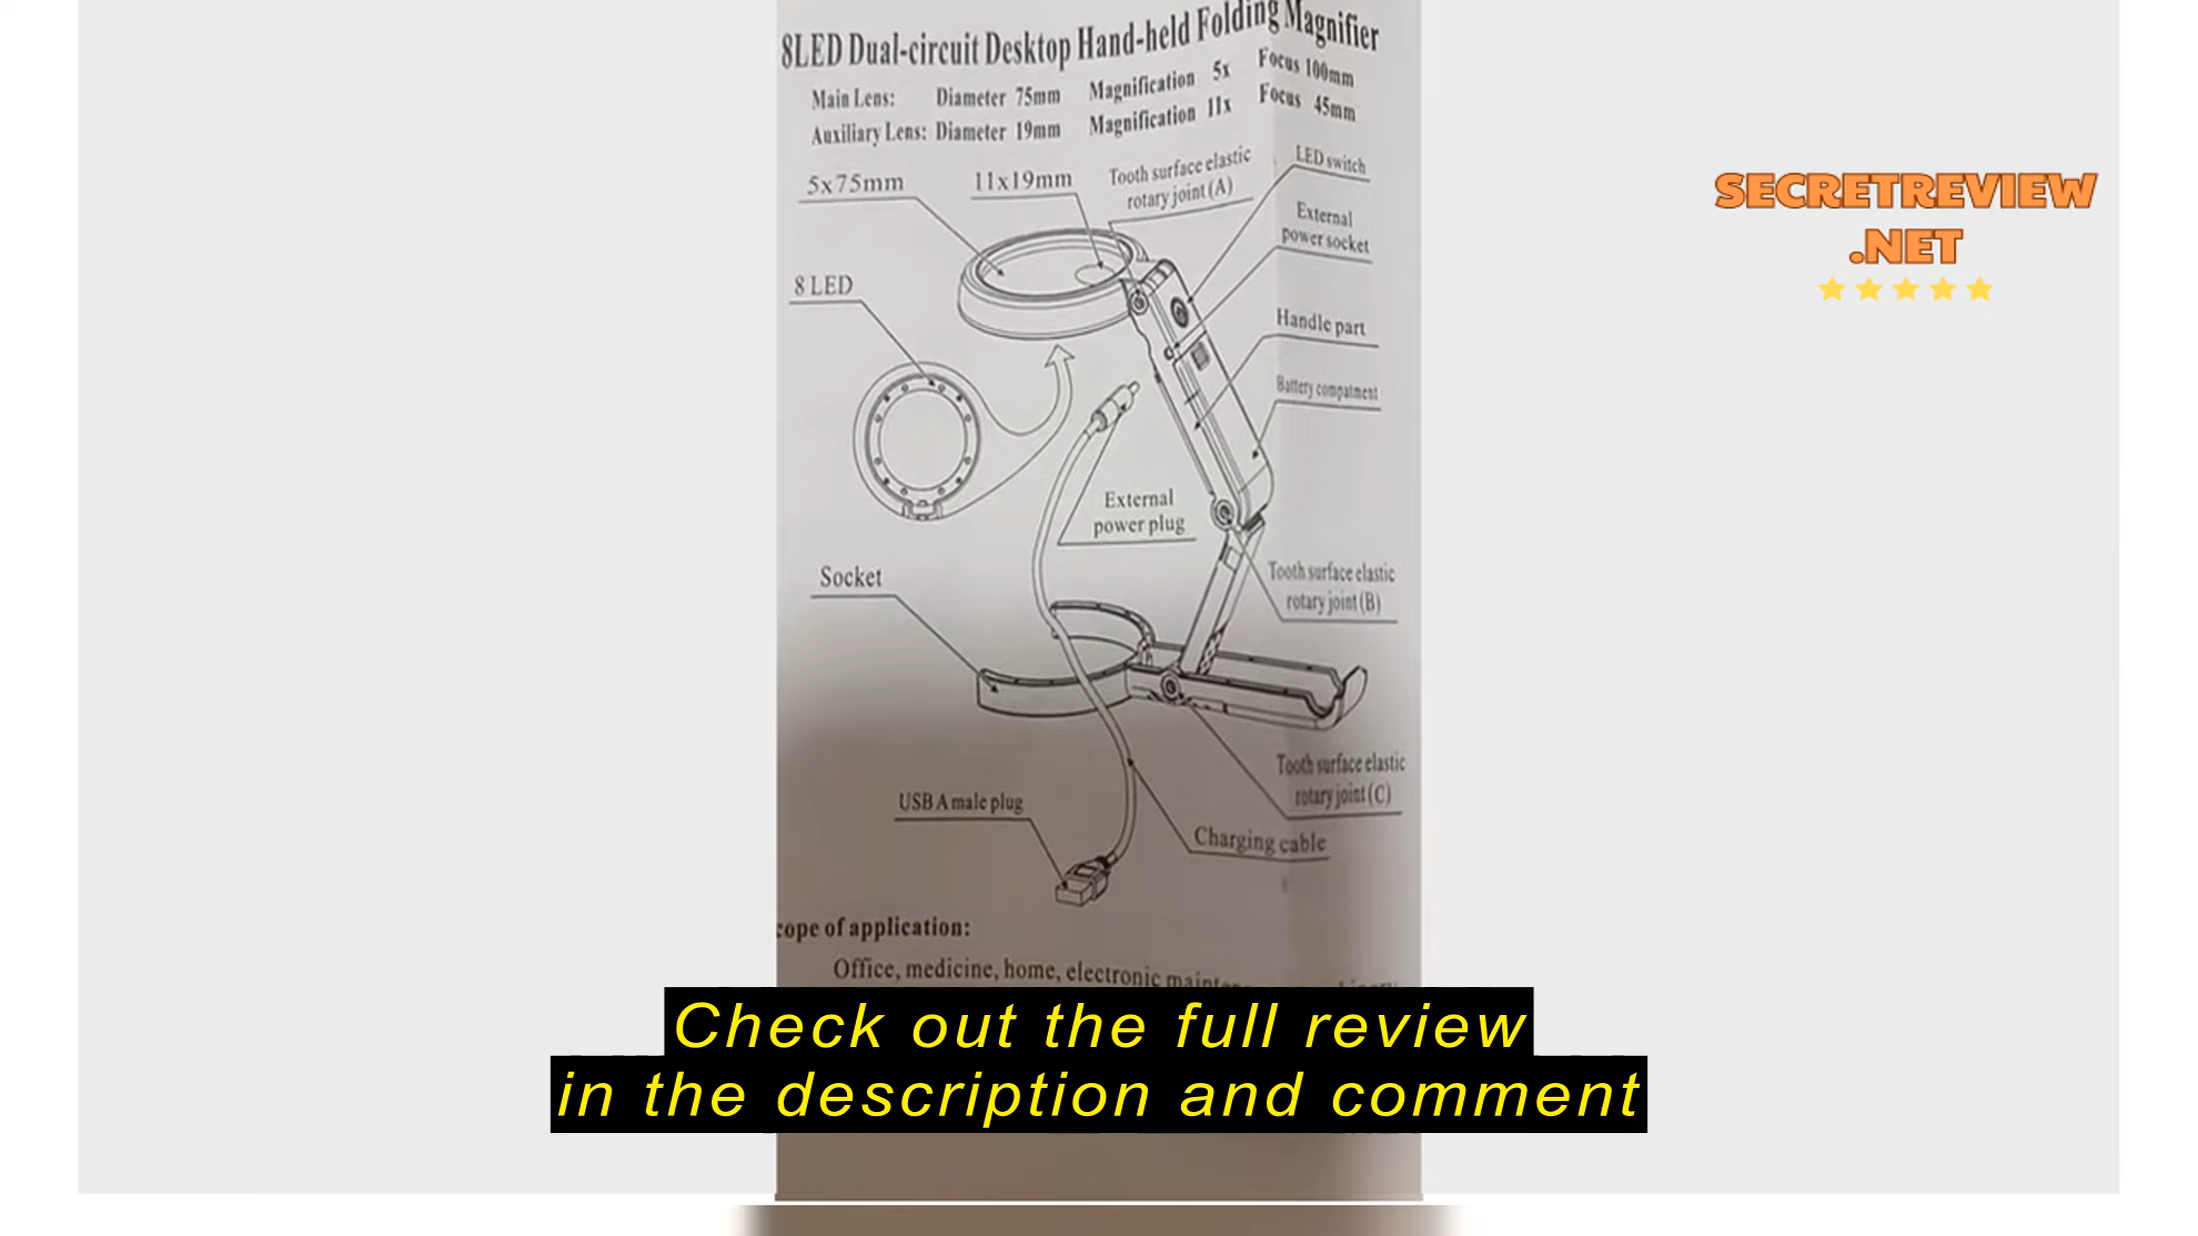 8LED Dual-circuit Desktop Hand-held Folding Magnifier
Main Lens: Diameter 75mm Magnification 5x Focus 100mm
Auxiliary Lens: Diameter 19mm Magnification 11x Focus 45mm
5x75mm
11x19mm
Tooth surface elastic
rotary joint (A)
LED switch
External
power socket
8 LED
Handle part
Battery compatment
External
power plug
Socket
Tooth surface elastic
rotary joint (B)
Tooth surface elastic
rotary joint (C)
USB A male plug
Charging cable
cope of application:
Office, medicine, home, electronic
SECRETREVIEW
.NET
Check out the full review
in the description and comment